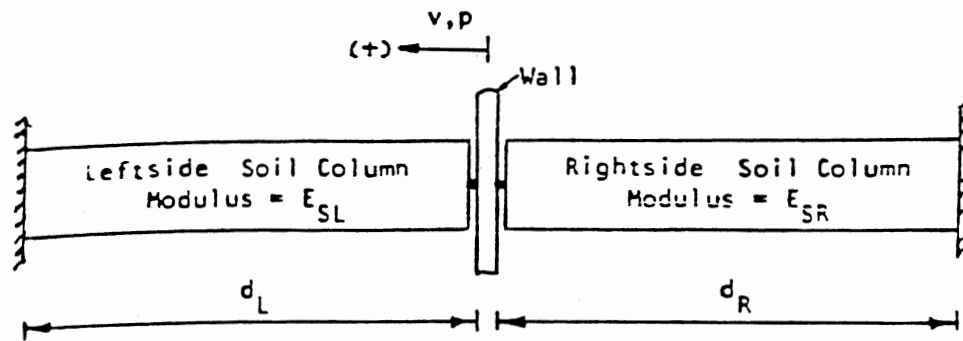 v,p
(+)
Wall
Leftside Soil Column
Modulus = E_SL
Rightside Soil Column
Modulus = E_SR
d_L
d_R